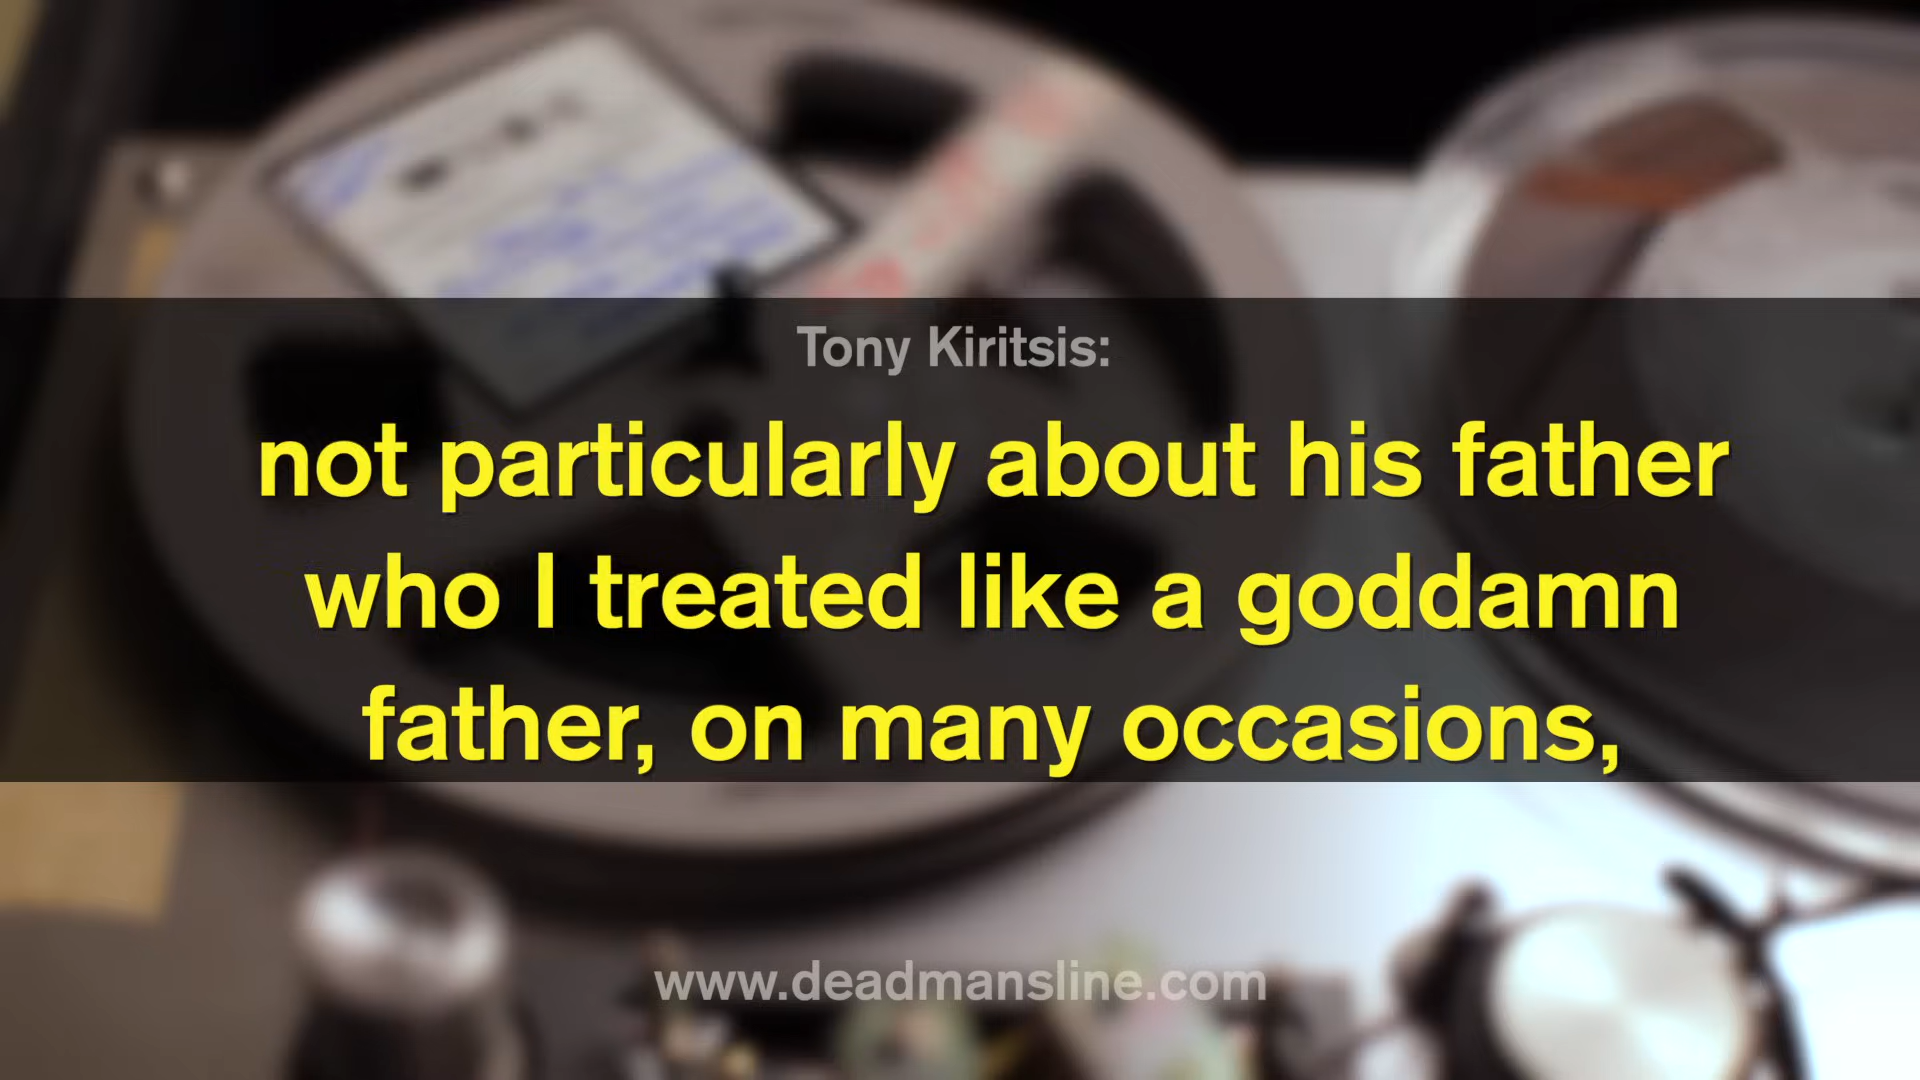 Tony Kiritsis:
not particularly about his father
who I treated like a goddamn
father, on many occasions,
www.deadmansline.com